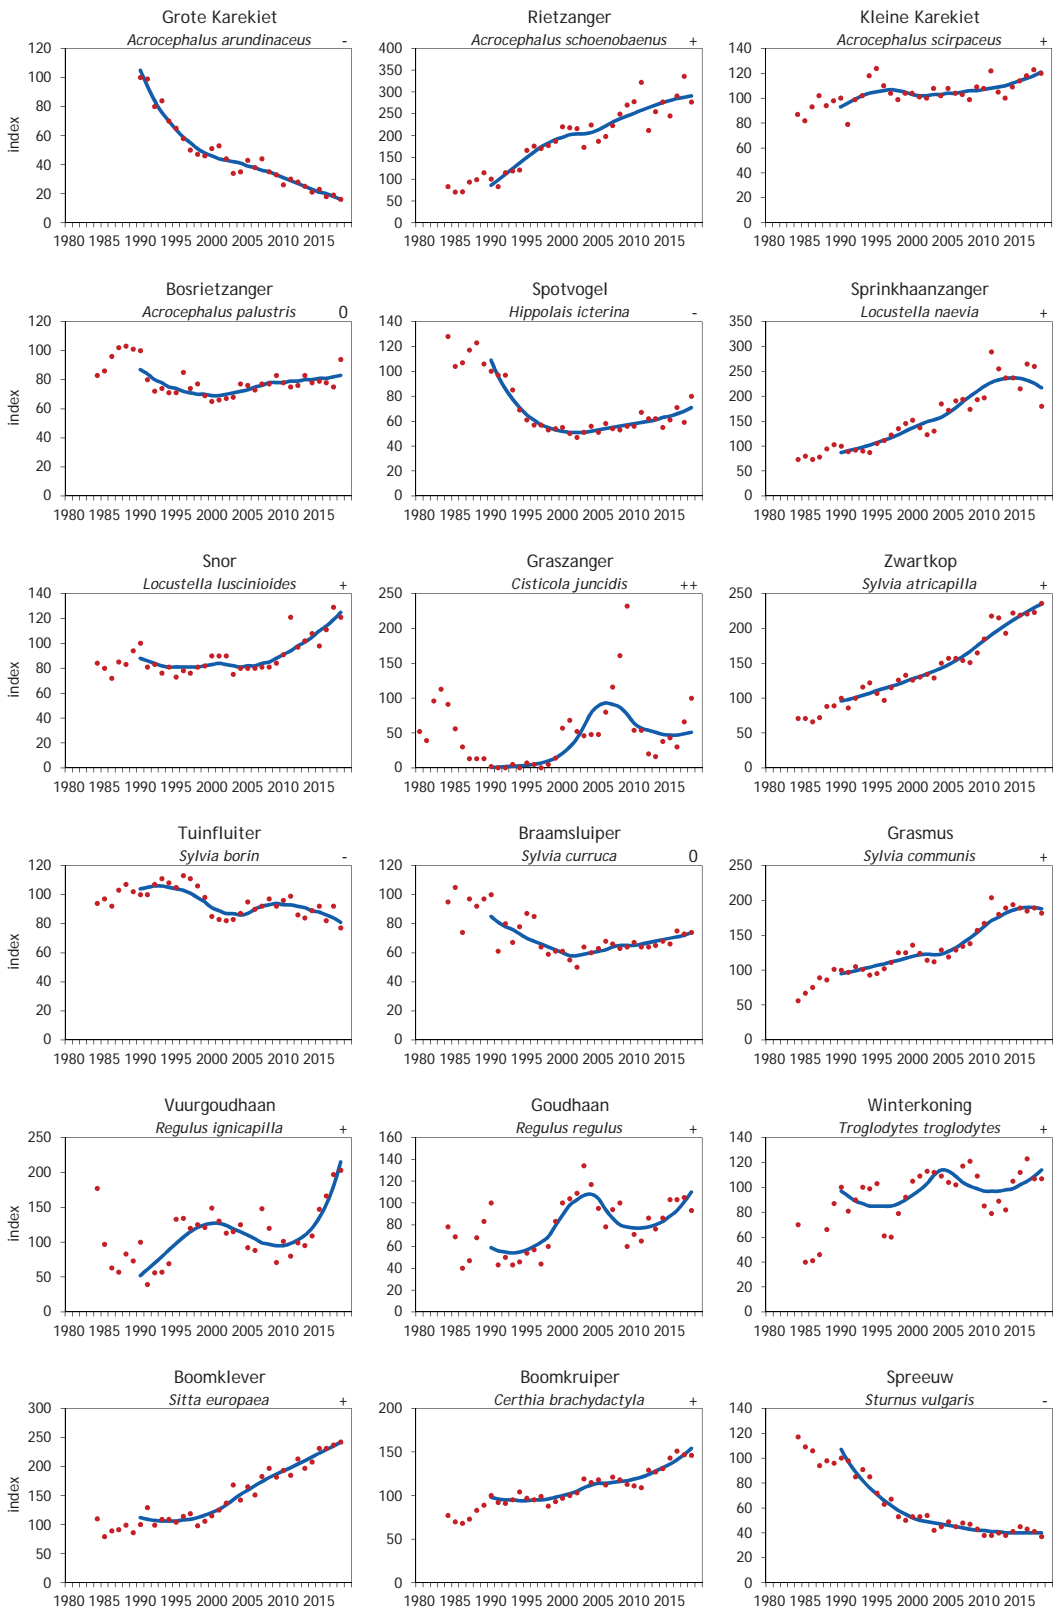 Grote Karekiet
Acrocephalus arundinaceus -
120
100
80
60
40
20
0
index
1980 1985 1990 1995 2000 2005 2010 2015
Rietzanger
Acrocephalus schoenobaenus +
400
350
300
250
200
150
100
50
0
1980 1985 1990 1995 2000 2005 2010 2015
Kleine Karekiet
Acrocephalus scirpaceus +
140
120
100
80
60
40
20
0
1980 1985 1990 1995 2000 2005 2010 2015
Bosrietzanger
Acrocephalus palustris 0
120
100
80
60
40
20
0
index
1980 1985 1990 1995 2000 2005 2010 2015
Spotvogel
Hippolais icterina -
140
120
100
80
60
40
20
0
1980 1985 1990 1995 2000 2005 2010 2015
Sprinkhaanzanger
Locustella naevia +
350
300
250
200
150
100
50
0
1980 1985 1990 1995 2000 2005 2010 2015
Snor
Locustella luscinioides +
140
120
100
80
60
40
20
0
index
1980 1985 1990 1995 2000 2005 2010 2015
Graszanger
Cisticola juncidis ++
250
200
150
100
50
0
1980 1985 1990 1995 2000 2005 2010 2015
Zwartkop
Sylvia atricapilla +
250
200
150
100
50
0
1980 1985 1990 1995 2000 2005 2010 2015
Tuinfluiter
Sylvia borin -
120
100
80
60
40
20
0
index
1980 1985 1990 1995 2000 2005 2010 2015
Braamsluiper
Sylvia curruca 0
120
100
80
60
40
20
0
1980 1985 1990 1995 2000 2005 2010 2015
Grasmus
Sylvia communis +
250
200
150
100
50
0
1980 1985 1990 1995 2000 2005 2010 2015
Vuurgoudhaan
Regulus ignicapilla +
250
200
150
100
50
0
index
1980 1985 1990 1995 2000 2005 2010 2015
Goudhaan
Regulus regulus +
160
140
120
100
80
60
40
20
0
1980 1985 1990 1995 2000 2005 2010 2015
Winterkoning
Troglodytes troglodytes +
140
120
100
80
60
40
20
0
1980 1985 1990 1995 2000 2005 2010 2015
Boomklever
Sitta europaea +
300
250
200
150
100
50
0
index
1980 1985 1990 1995 2000 2005 2010 2015
Boomkruiper
Certhia brachydactyla +
200
150
100
50
0
1980 1985 1990 1995 2000 2005 2010 2015
Spreeuw
Sturnus vulgaris -
140
120
100
80
60
40
20
0
1980 1985 1990 1995 2000 2005 2010 2015